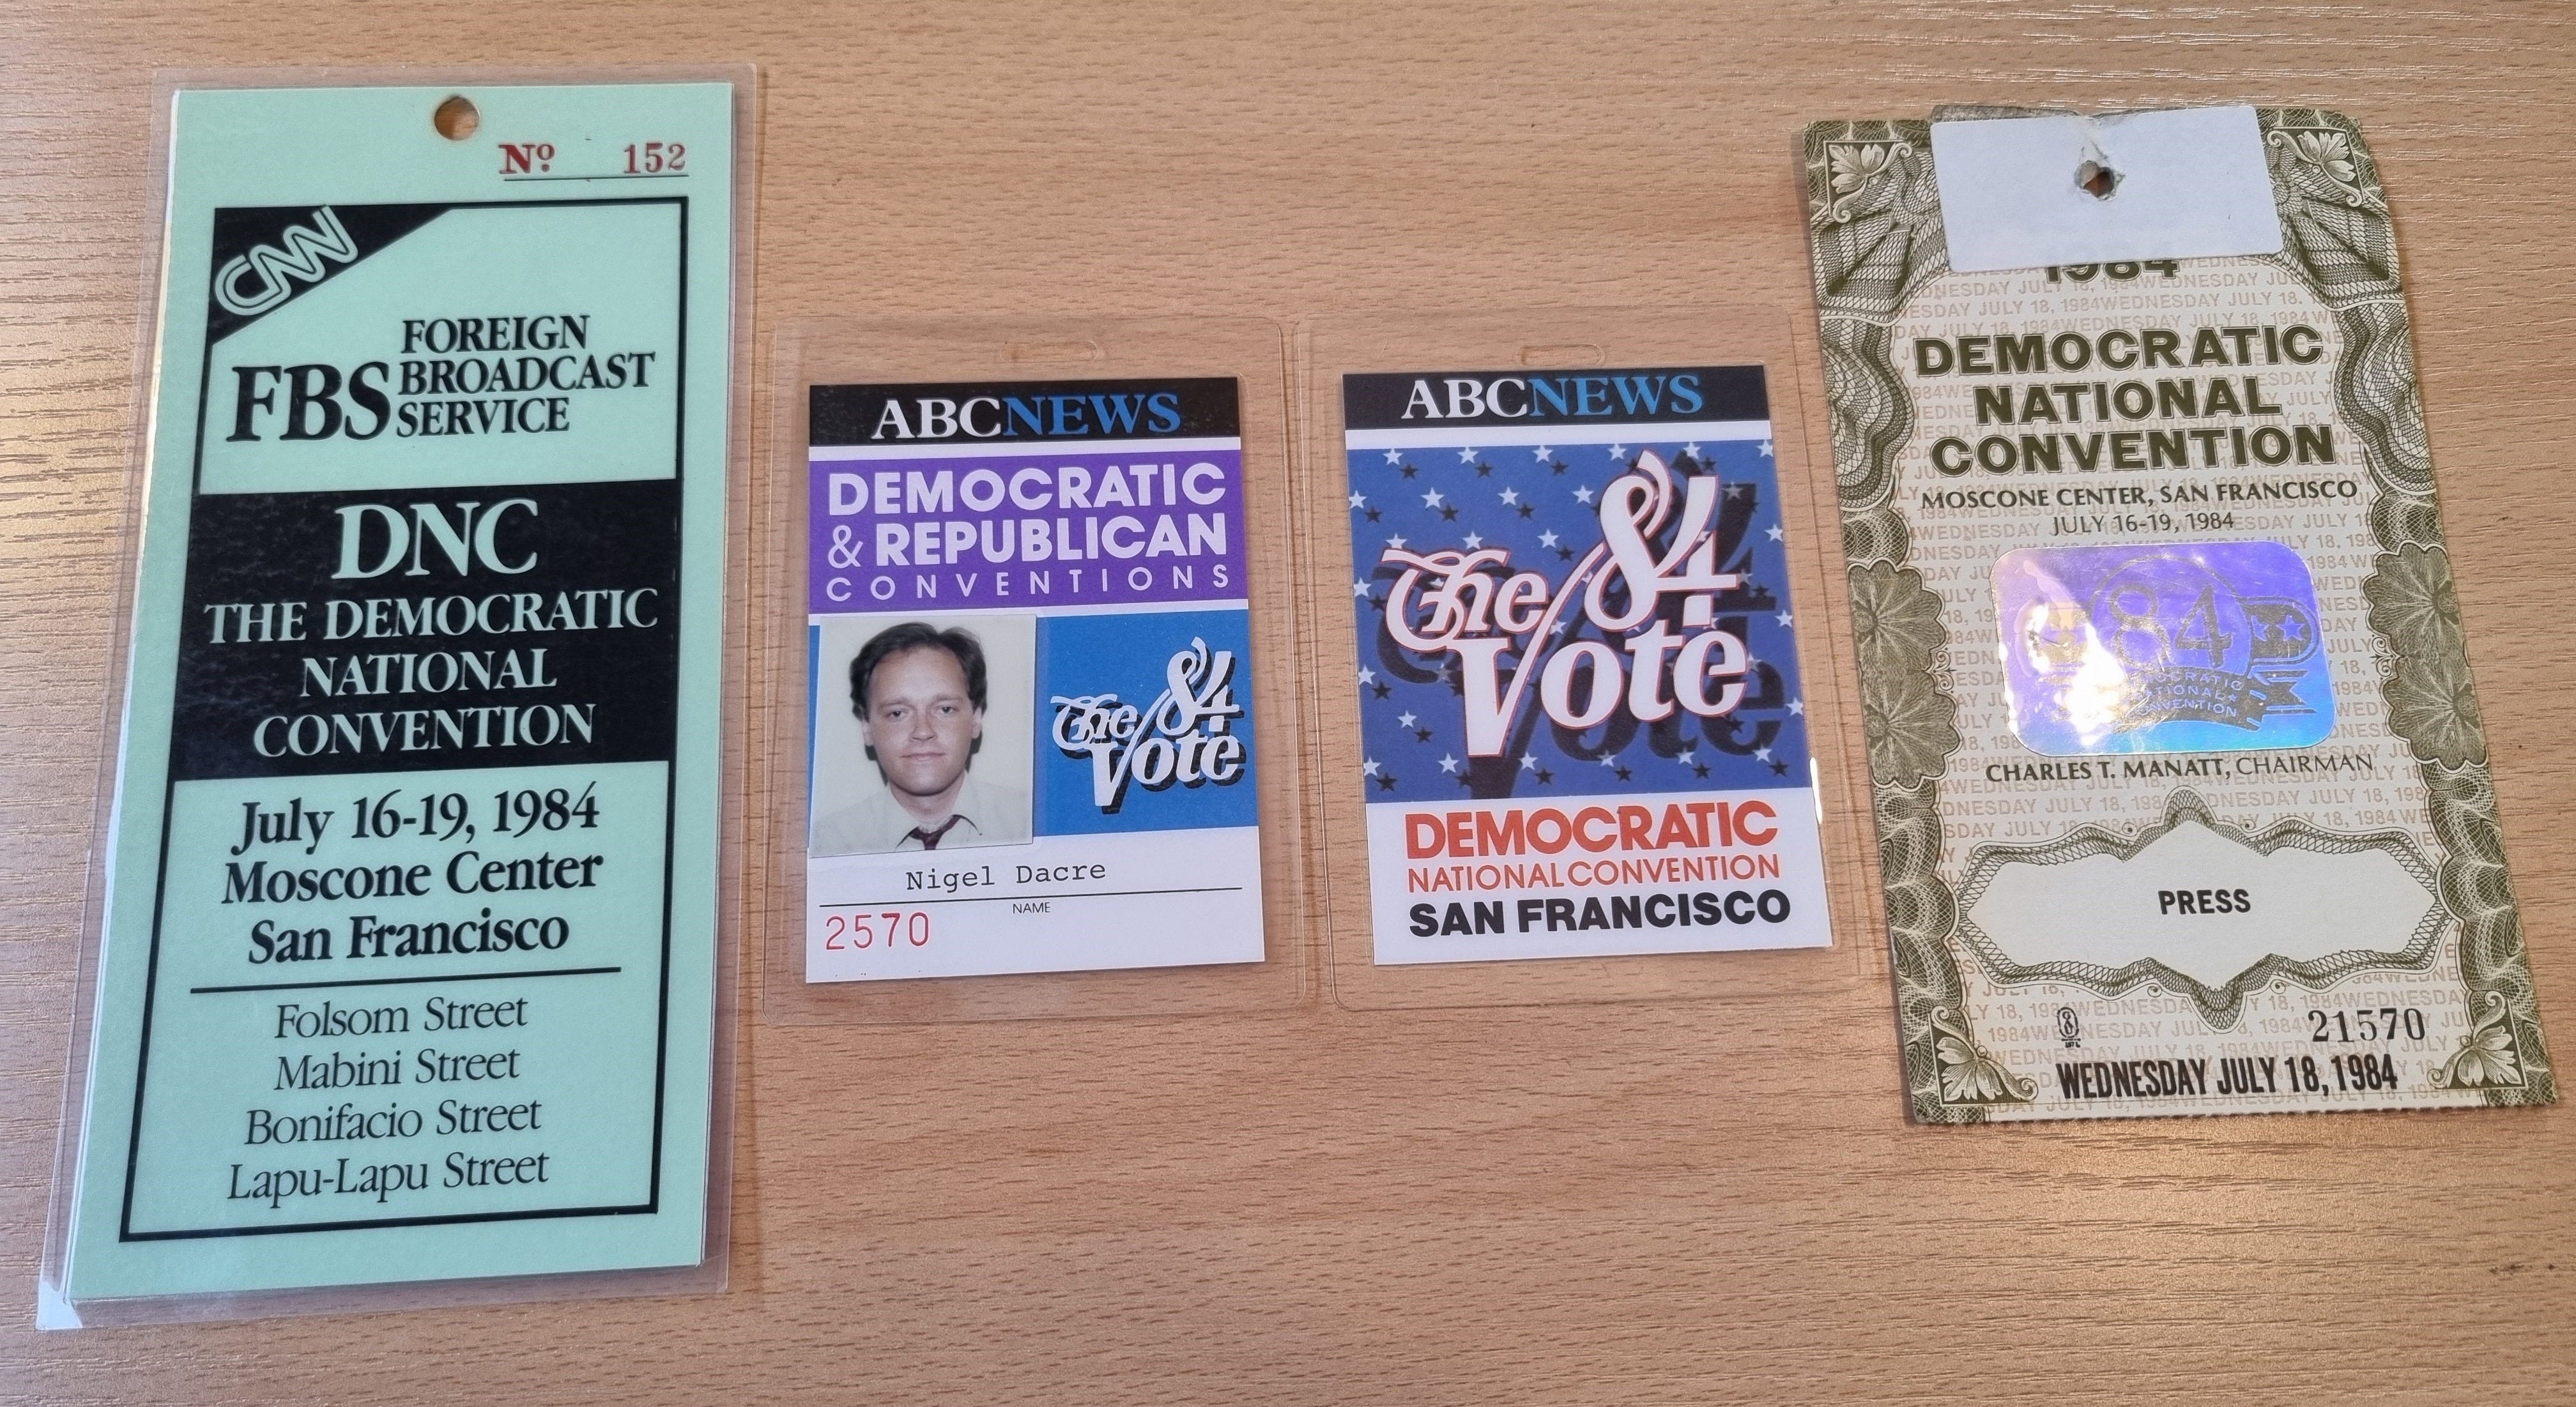 Nº 152
CNN
FBS FOREIGN
BROADCAST
SERVICE
DNC
THE DEMOCRATIC
NATIONAL
CONVENTION
July 16-19, 1984
Moscone Center
San Francisco
Folsom Street
Mabini Street
Bonifacio Street
Lapu-Lapu Street
ABCNEWS
DEMOCRATIC
& REPUBLICAN
CONVENTIONS
The 84
Vote
Nigel Dacre
NAME
2570
ABCNEWS
The 84
Vote
DEMOCRATIC
NATIONAL CONVENTION
SAN FRANCISCO
1984
DEMOCRATIC
NATIONAL
CONVENTION
MOSCONE CENTER, SAN FRANCISCO
JULY 16-19, 1984
84
DEMOCRATIC
NATIONAL
CONVENTION
CHARLES T. MANATT, CHAIRMAN
PRESS
21570
WEDNESDAY JULY 18, 1984